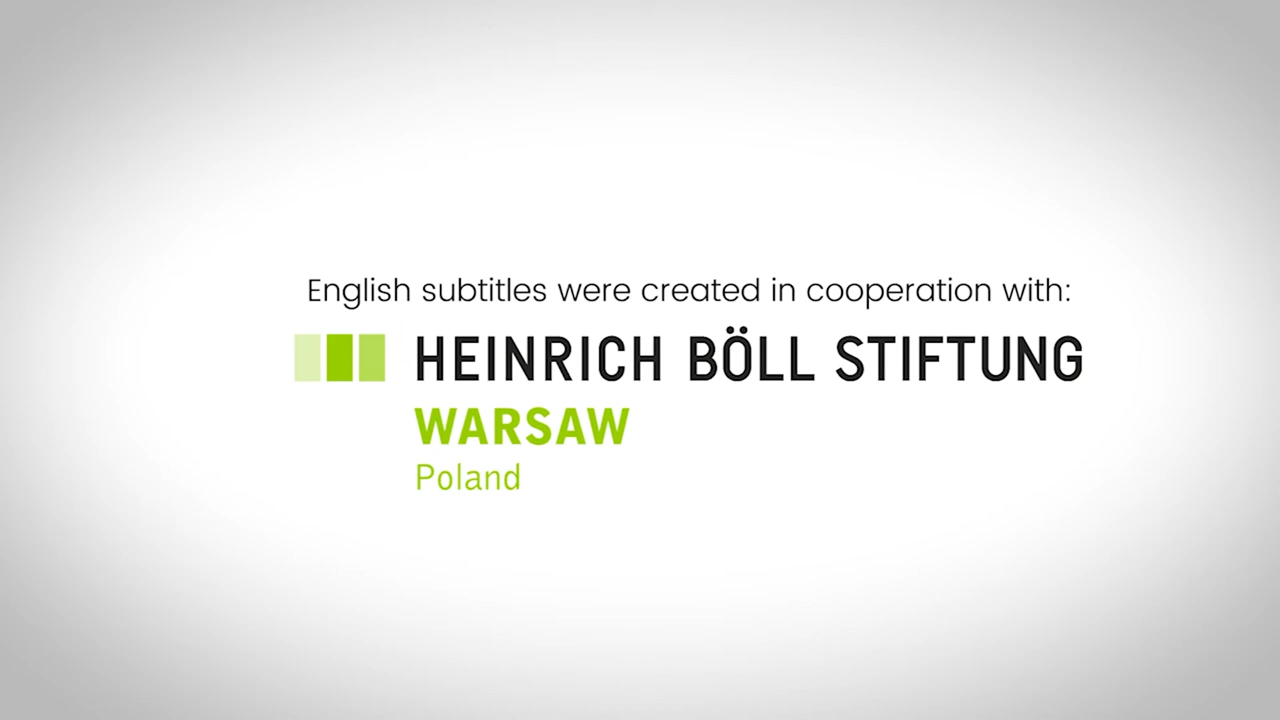 English subtitles were created in cooperation with:
HEINRICH BÖLL STIFTUNG
WARSAW
Poland